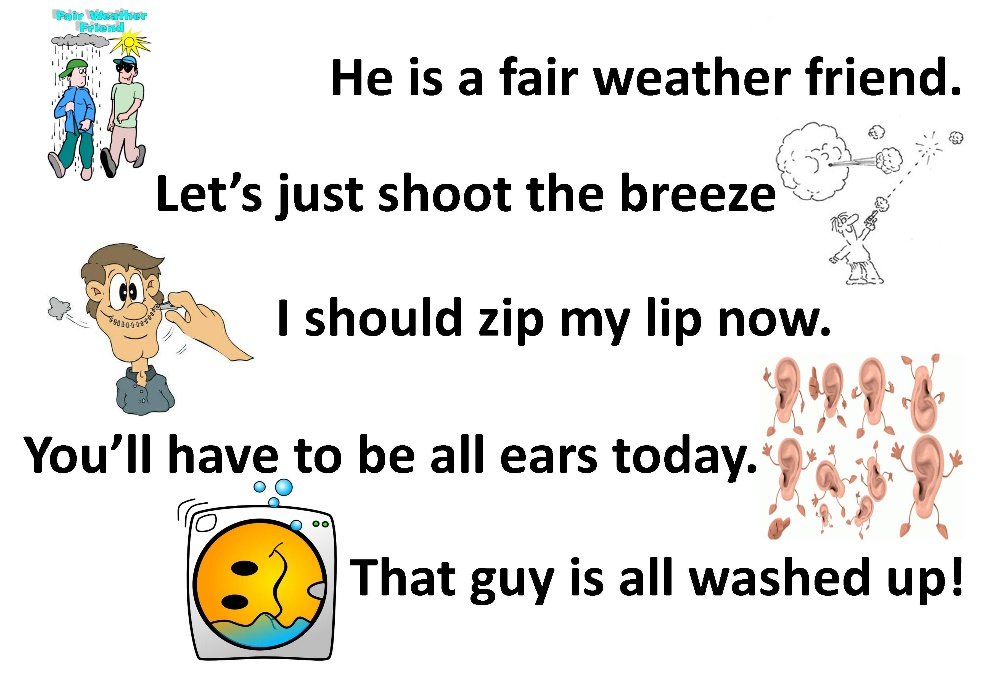 Fair Weather
Friend
He is a fair weather friend.
Let’s just shoot the breeze
I should zip my lip now.
You’ll have to be all ears today.
That guy is all washed up!